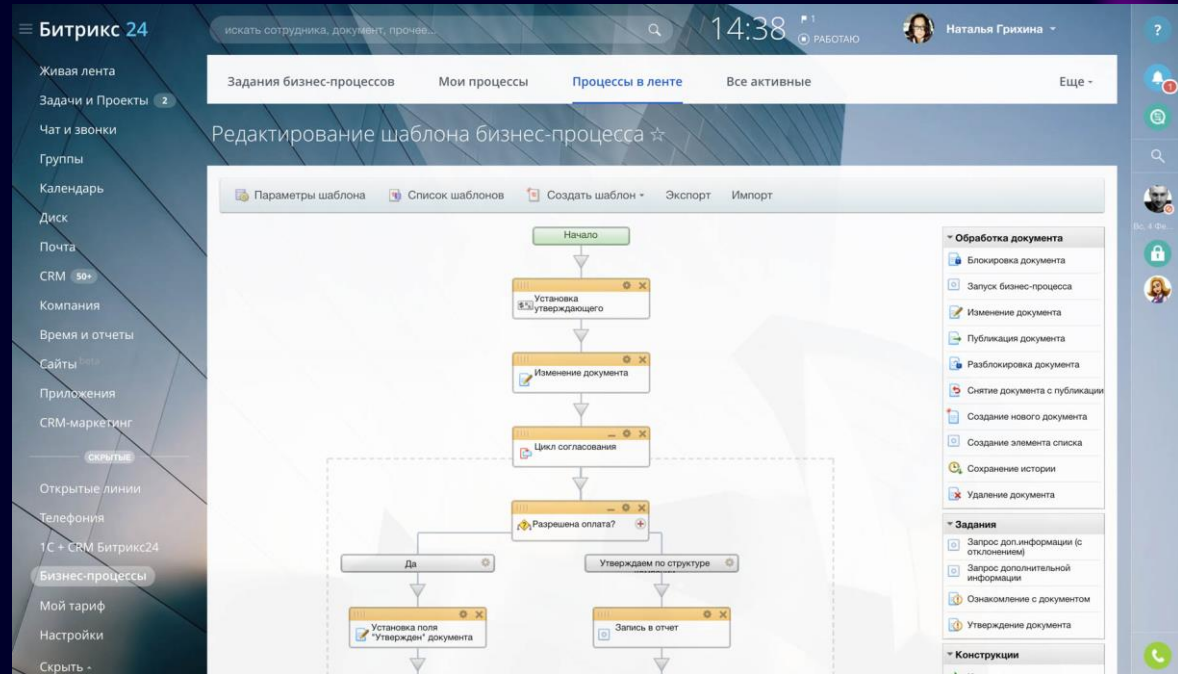 Битрикс 24
искать сотрудника, документ, прочее...
14:38
1
РАБОТАЮ
Наталья Грихина
?
1
Живая лента
Задачи и Проекты 2
Чат и звонки
Группы
Календарь
Диск
Почта
CRM 50+
Компания
Время и отчеты
Сайты beta
Приложения
CRM-маркетинг
СКРЫТЫЕ
Открытые линии
Телефония
1С + CRM Битрикс24
Бизнес-процессы
Мой тариф
Настройки
Скрыть
Задания бизнес-процессов
Мои процессы
Процессы в ленте
Все активные
Еще
Редактирование шаблона бизнес-процесса
Параметры шаблона
Список шаблонов
Создать шаблон
Экспорт
Импорт
Начало
Установка
утверждающего
Изменение документа
Цикл согласования
Разрешена оплата?
Да
Утверждаем по структуре
Установка поля
"Утвержден" документа
Запись в отчет
Обработка документа
Блокировка документа
Запуск бизнес-процесса
Изменение документа
Публикация документа
Разблокировка документа
Снятие документа с публикации
Создание нового документа
Создание элемента списка
Сохранение истории
Удаление документа
Задания
Запрос доп.информации (с
отклонением)
Запрос дополнительной
информации
Ознакомление с документом
Утверждение документа
Конструкции
Вс, 4 Фе...